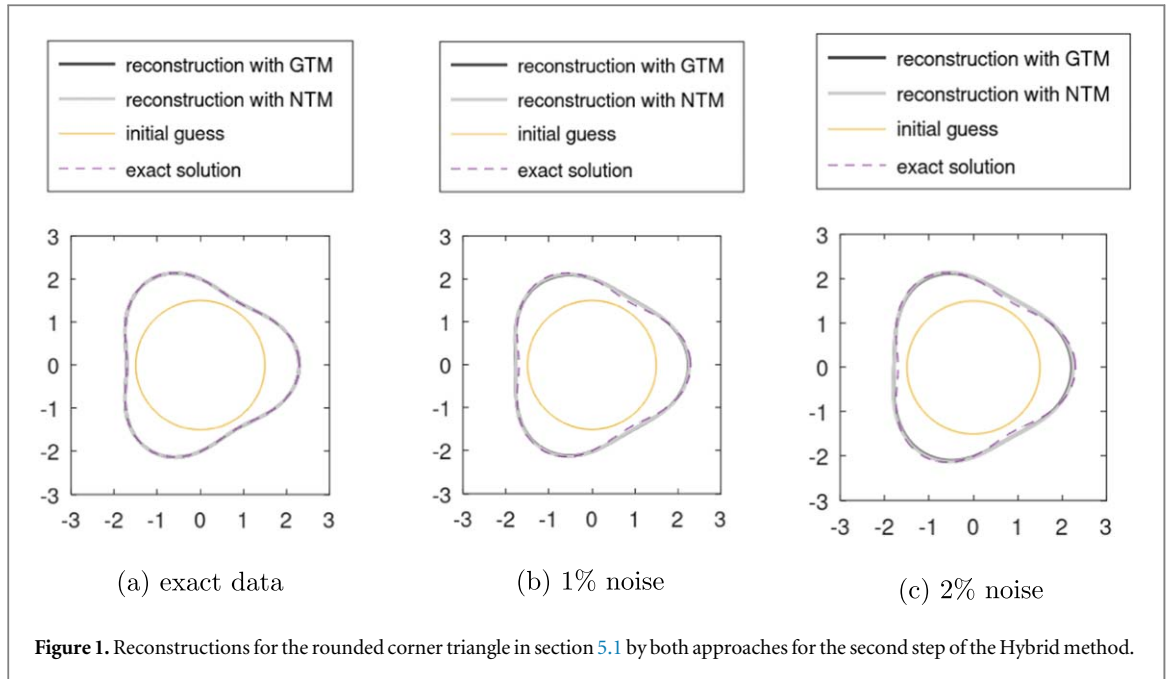 reconstruction with GTM
reconstruction with NTM
initial guess
exact solution
3
2
1
0
-1
-2
-3
-3 -2 -1 0 1 2 3
(a) exact data
reconstruction with GTM
reconstruction with NTM
initial guess
exact solution
3
2
1
0
-1
-2
-3
-3 -2 -1 0 1 2 3
(b) 1% noise
reconstruction with GTM
reconstruction with NTM
initial guess
exact solution
3
2
1
0
-1
-2
-3
-3 -2 -1 0 1 2 3
(c) 2% noise
Figure 1. Reconstructions for the rounded corner triangle in section 5.1 by both approaches for the second step of the Hybrid method.